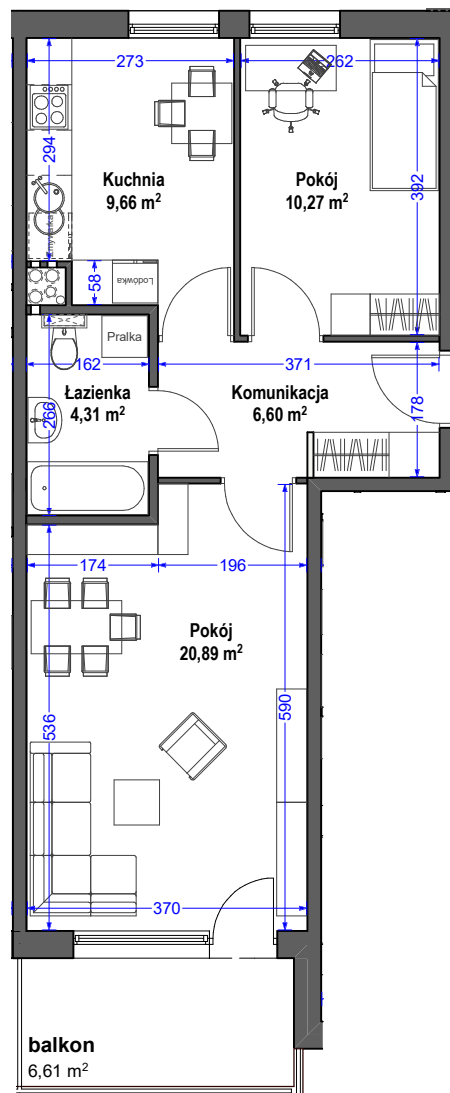 273
262
294
392
Kuchnia
9,66 m²
Pokój
10,27 m²
Zmywarka
58
Lodówka
Pralka
162
371
Łazienka
4,31 m²
Komunikacja
6,60 m²
266
178
174
196
Pokój
20,89 m²
536
590
370
balkon
6,61 m²